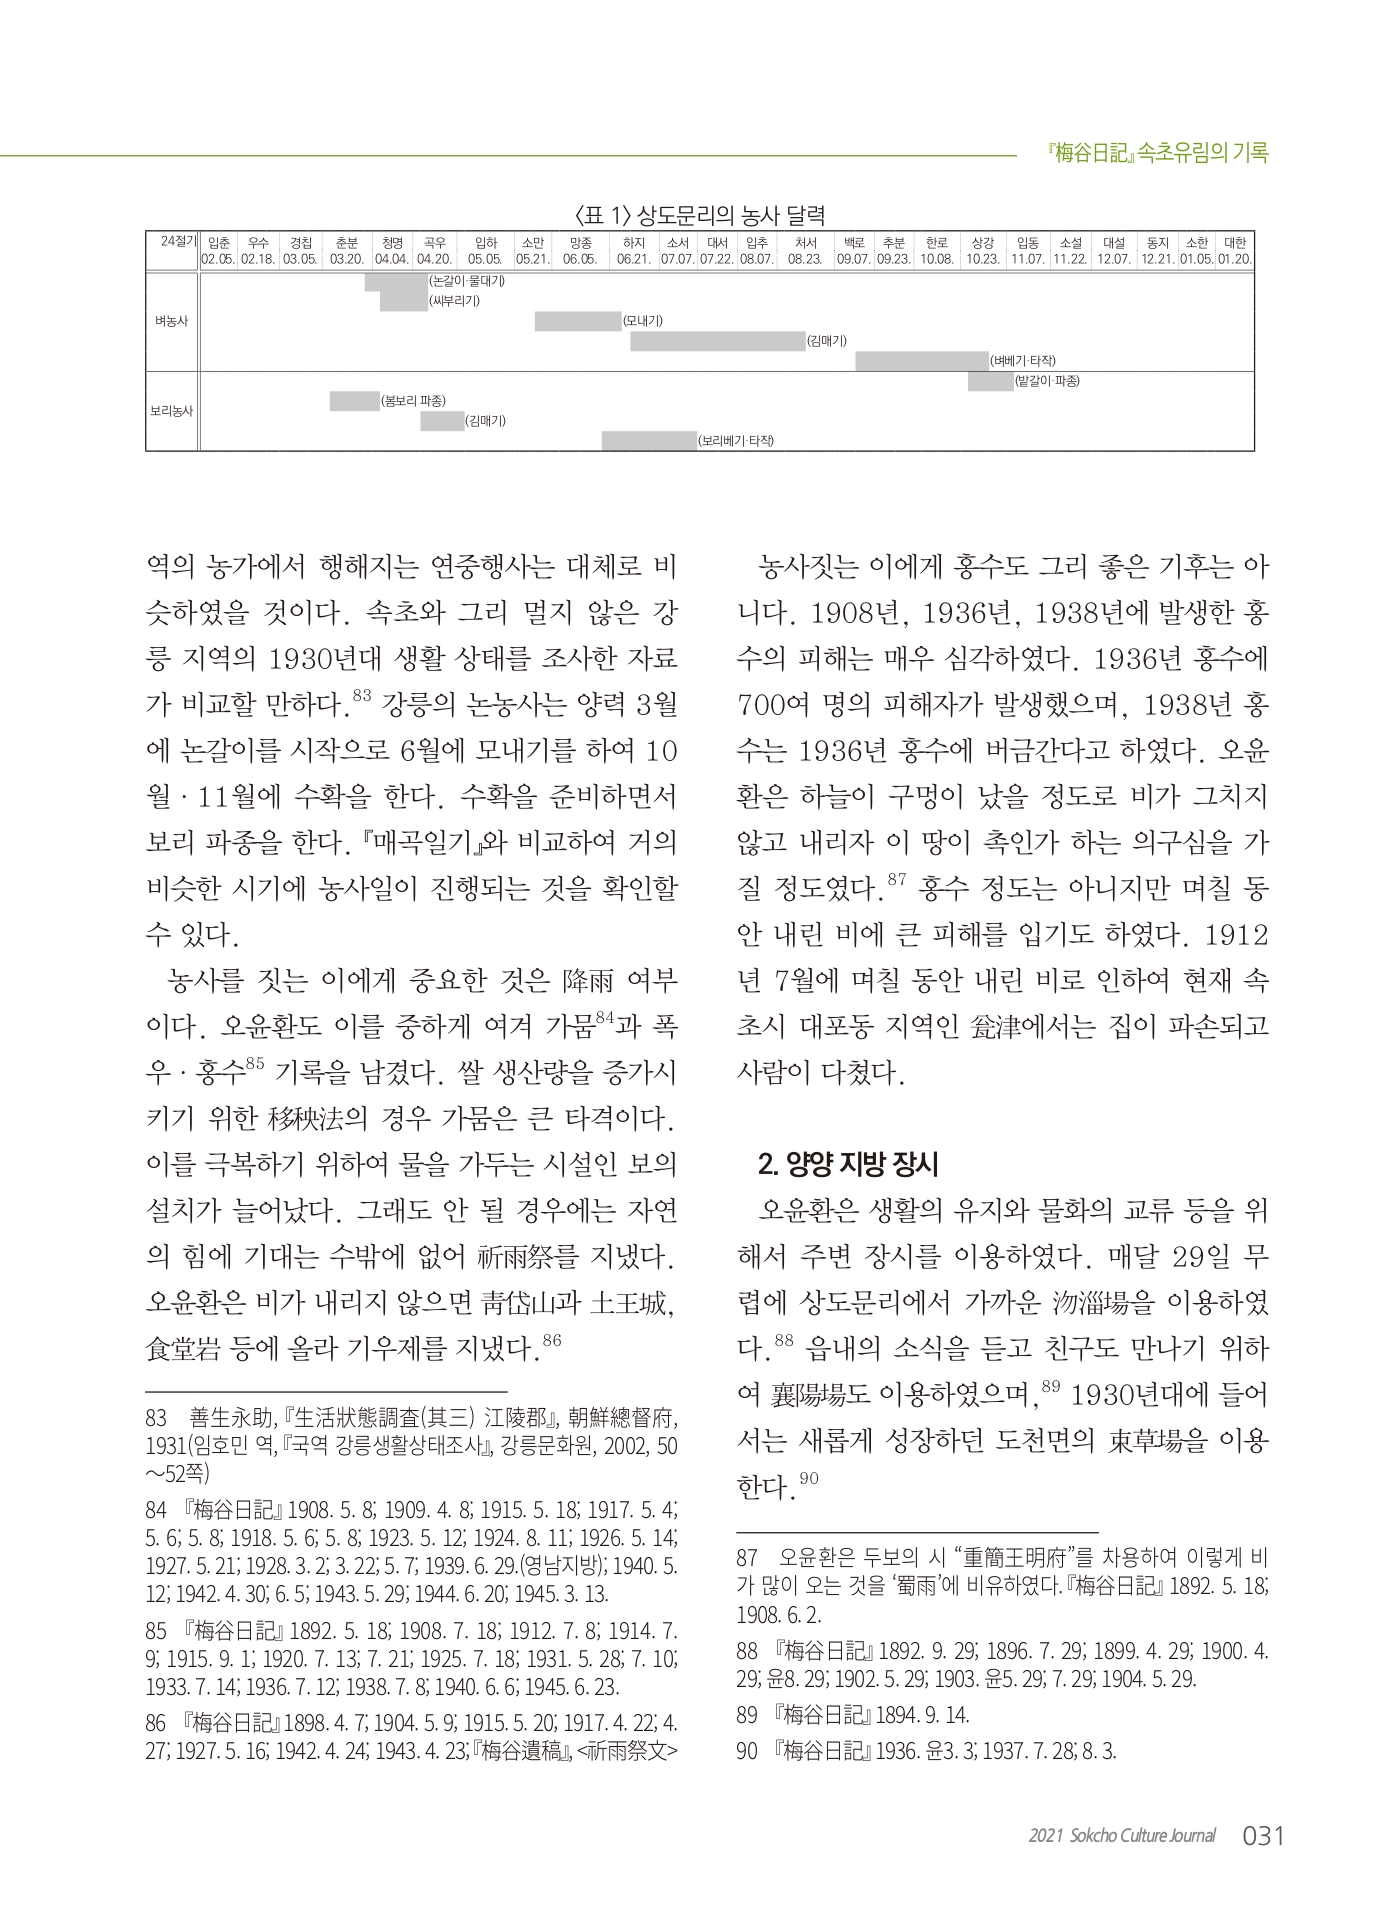 『梅谷日記』 속초유림의 기록
〈표 1〉 상도문리의 농사 달력
24절기 입춘 우수 경칩 춘분 청명 곡우 입하 소만 망종 하지 소서 대서 입추 처서 백로 추분 한로 상강 입동 소설 대설 동지 소한 대한
02.05. 02.18. 03.05. 03.20. 04.04. 04.20. 05.05. 05.21. 06.05. 06.21. 07.07. 07.22. 08.07. 08.23. 09.07. 09.23. 10.08. 10.23. 11.07. 11.22. 12.07. 12.21. 01.05. 01.20.
벼농사
(논갈이·물대기)
(씨부리기)
(모내기)
(김매기)
(벼베기·타작)
보리농사
(밭갈이·파종)
(봄보리 파종)
(김매기)
(보리베기·타작)
역의 농가에서 행해지는 연중행사는 대체로 비
슷하였을 것이다. 속초와 그리 멀지 않은 강
릉 지역의 1930년대 생활 상태를 조사한 자료
가 비교할 만하다.83 강릉의 논농사는 양력 3월
에 논갈이를 시작으로 6월에 모내기를 하여 10
월·11월에 수확을 한다. 수확을 준비하면서
보리 파종을 한다. 『매곡일기』와 비교하여 거의
비슷한 시기에 농사일이 진행되는 것을 확인할
수 있다.
농사를 짓는 이에게 중요한 것은 降雨 여부
이다. 오윤환도 이를 중하게 여겨 가뭄84과 폭
우·홍수85 기록을 남겼다. 쌀 생산량을 증가시
키기 위한 移秧法의 경우 가뭄은 큰 타격이다.
이를 극복하기 위하여 물을 가두는 시설인 보의
설치가 늘어났다. 그래도 안 될 경우에는 자연
의 힘에 기대는 수밖에 없어 祈雨祭를 지냈다.
오윤환은 비가 내리지 않으면 靑岱山과 土王城,
食堂岩 등에 올라 기우제를 지냈다.86
83 善生永助, 『生活狀態調査(其三) 江陵郡』, 朝鮮總督府,
1931(임호민 역, 『국역 강릉생활상태조사』, 강릉문화원, 2002, 50
～52쪽)
84 『梅谷日記』 1908. 5. 8; 1909. 4. 8; 1915. 5. 18; 1917. 5. 4;
5. 6; 5. 8; 1918. 5. 6; 5. 8; 1923. 5. 12; 1924. 8. 11; 1926. 5. 14;
1927. 5. 21; 1928. 3. 2; 3. 22; 5. 7; 1939. 6. 29.(영남지방); 1940. 5.
12; 1942. 4. 30; 6. 5; 1943. 5. 29; 1944. 6. 20; 1945. 3. 13.
85 『梅谷日記』 1892. 5. 18; 1908. 7. 18; 1912. 7. 8; 1914. 7.
9; 1915. 9. 1; 1920. 7. 13; 7. 21; 1925. 7. 18; 1931. 5. 28; 7. 10;
1933. 7. 14; 1936. 7. 12; 1938. 7. 8; 1940. 6. 6; 1945. 6. 23.
86 『梅谷日記』 1898. 4. 7; 1904. 5. 9; 1915. 5. 20; 1917. 4. 22; 4.
27; 1927. 5. 16; 1942. 4. 24; 1943. 4. 23; 『梅谷遺稿』, <祈雨祭文>
농사짓는 이에게 홍수도 그리 좋은 기후는 아
니다. 1908년, 1936년, 1938년에 발생한 홍
수의 피해는 매우 심각하였다. 1936년 홍수에
700여 명의 피해자가 발생했으며, 1938년 홍
수는 1936년 홍수에 버금간다고 하였다. 오윤
환은 하늘이 구멍이 났을 정도로 비가 그치지
않고 내리자 이 땅이 촉인가 하는 의구심을 가
질 정도였다.87 홍수 정도는 아니지만 며칠 동
안 내린 비에 큰 피해를 입기도 하였다. 1912
년 7월에 며칠 동안 내린 비로 인하여 현재 속
초시 대포동 지역인 瓮津에서는 집이 파손되고
사람이 다쳤다.
2. 양양 지방 장시
오윤환은 생활의 유지와 물화의 교류 등을 위
해서 주변 장시를 이용하였다. 매달 29일 무
렵에 상도문리에서 가까운 沕淄場을 이용하였
다.88 읍내의 소식을 듣고 친구도 만나기 위하
여 襄陽場도 이용하였으며,89 1930년대에 들어
서는 새롭게 성장하던 도천면의 束草場을 이용
한다.90
87 오윤환은 두보의 시 “重簡王明府”를 차용하여 이렇게 비
가 많이 오는 것을 ‘蜀雨’에 비유하였다. 『梅谷日記』 1892. 5. 18;
1908. 6. 2.
88 『梅谷日記』 1892. 9. 29; 1896. 7. 29; 1899. 4. 29; 1900. 4.
29; 윤8. 29; 1902. 5. 29; 1903. 윤5. 29; 7. 29; 1904. 5. 29.
89 『梅谷日記』 1894. 9. 14.
90 『梅谷日記』 1936. 윤3. 3; 1937. 7. 28; 8. 3.
2021 Sokcho Culture Journal 031